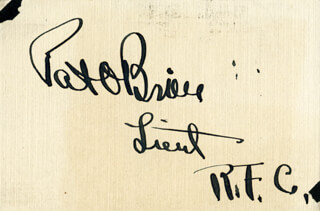 Pat O'Brien
Lieut
R.F.C.